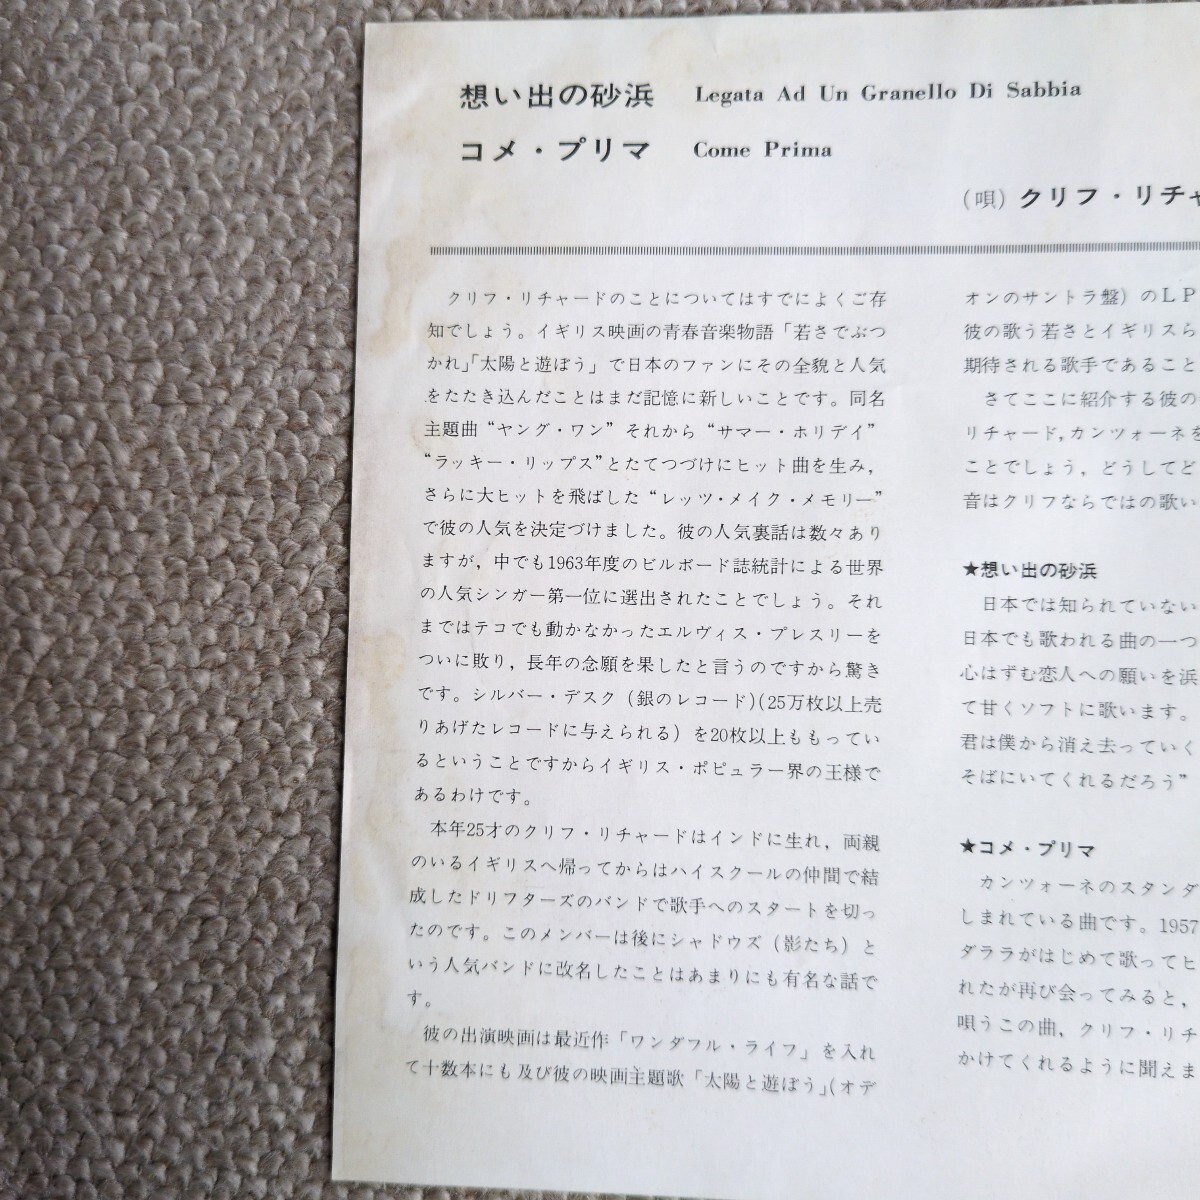 想い出の砂浜 Legata Ad Un Granello Di Sabbia
コメ・プリマ Come Prima
(唄) クリフ・リチャ
クリフ・リチャードのことについてはすでによくご存
知でしょう。イギリス映画の青春音楽物語「若さでぶつ
かれ」「太陽と遊ぼう」で日本のファンにその全貌と人気
をたたき込んだことはまだ記憶に新しいことです。同名
主題曲“ヤング・ワン”それから“サマー・ホリデイ”
“ラッキー・リップス”とたてつづけにヒット曲を生み，
さらに大ヒットを飛ばした“レッツ・メイク・メモリー”
で彼の人気を決定づけました。彼の人気裏話は数々あり
ますが，中でも1963年度のビルボード誌統計による世界
の人気シンガー第一位に選出されたことでしょう。それ
まではテコでも動かなかったエルヴィス・プレスリーを
ついに敗り，長年の念願を果したと言うのですから驚き
です。シルバー・デスク（銀のレコード）(25万枚以上売
りあげたレコードに与えられる）を20枚以上ももってい
るということですからイギリス・ポピュラー界の王様で
あるわけです。
本年25才のクリフ・リチャードはインドに生れ，両親
のいるイギリスへ帰ってからはハイスクールの仲間で結
成したドリフターズのバンドで歌手へのスタートを切っ
たのです。このメンバーは後にシャドウズ（影たち）と
いう人気バンドに改名したことはあまりにも有名な話で
す。
彼の出演映画は最近作「ワンダフル・ライフ」を入れ
て十数本にも及び彼の映画主題歌「太陽と遊ぼう」(オデ
オンのサントラ盤）のＬＰ
彼の歌う若さとイギリスら
期待される歌手であること
さてここに紹介する彼の
リチャード，カンツォーネを
ことでしょう，どうしてど
音はクリフならではの歌い
★想い出の砂浜
日本では知られていない
日本でも歌われる曲の一つ
心はずむ恋人への願いを浜
て甘くソフトに歌います。
君は僕から消え去っていく
そばにいてくれるだろう”
★コメ・プリマ
カンツォーネのスタンダ
しまれている曲です。1957
ダララがはじめて歌ってヒ
れたが再び会ってみると，
唄うこの曲、クリフ・リチ
かけてくれるように聞えま